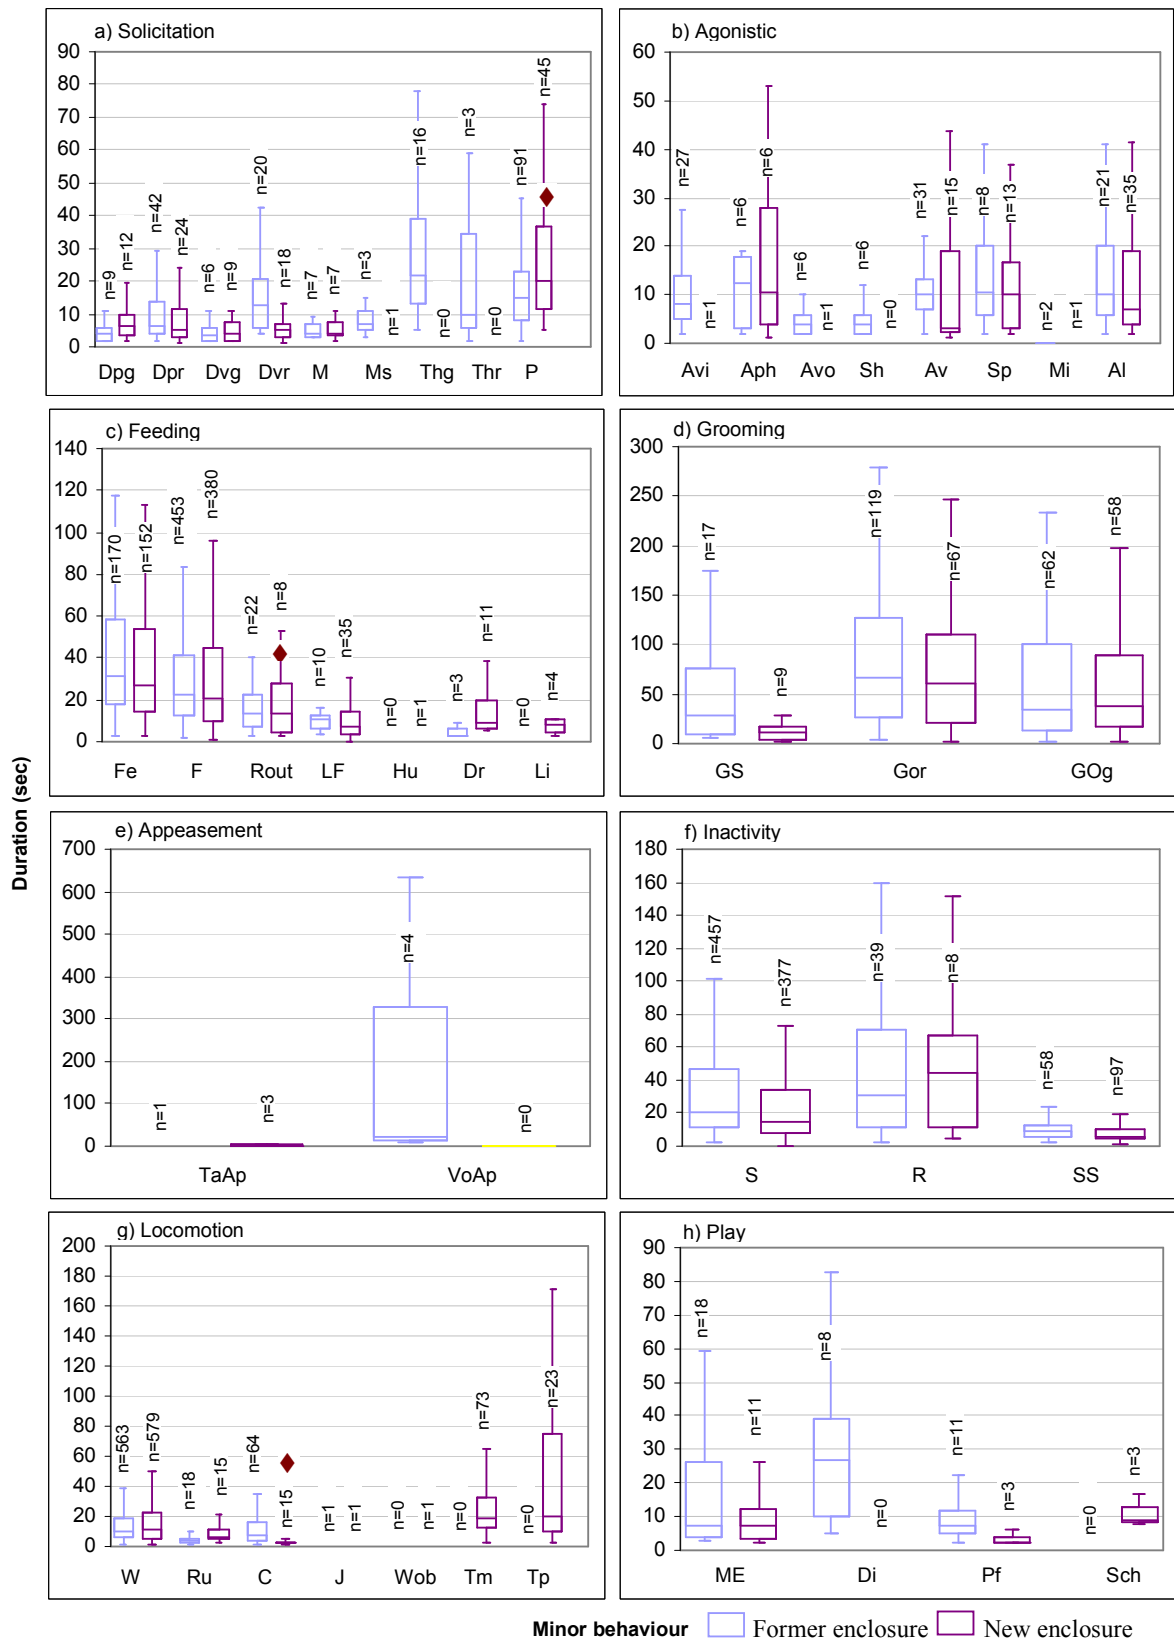 a) Solicitation
90
80
70
60
50
40
30
20
10
0
n=9
n=12
n=42
n=24
n=6
n=9
n=20
n=18
n=7
n=7
n=3
n=1
n=16
n=0
n=3
n=0
n=91
n=45
Dpg Dpr Dvg Dvr M Ms Thg Thr P
b) Agonistic
60
50
40
30
20
10
0
n=27
n=1
n=6
n=6
n=6
n=1
n=6
n=0
n=31
n=15
n=8
n=13
n=2
n=1
n=21
n=35
Avi Aph Avo Sh Av Sp Mi Al
c) Feeding
140
120
100
80
60
40
20
0
n=170
n=152
n=453
n=380
n=22
n=8
n=10
n=35
n=0
n=1
n=3
n=11
n=0
n=4
Fe F Rout LF Hu Dr Li
d) Grooming
300
250
200
150
100
50
0
n=17
n=9
n=119
n=67
n=62
n=58
GS Gor GOg
Duration (sec)
e) Appeasement
700
600
500
400
300
200
100
0
n=1
n=3
n=4
n=0
TaAp VoAp
f) Inactivity
180
160
140
120
100
80
60
40
20
0
n=457
n=377
n=39
n=8
n=58
n=97
S R SS
g) Locomotion
200
180
160
140
120
100
80
60
40
20
0
n=563
n=579
n=18
n=15
n=64
n=15
n=1
n=1
n=0
n=1
n=0
n=73
n=0
n=23
W Ru C J Wob Tm Tp
h) Play
90
80
70
60
50
40
30
20
10
0
n=18
n=11
n=8
n=0
n=11
n=3
n=0
n=3
ME Di Pf Sch
Minor behaviour Former enclosure New enclosure